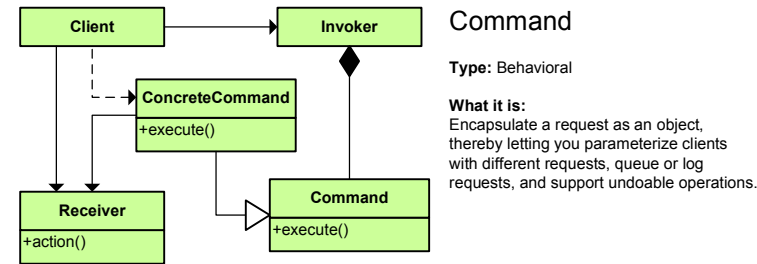 Client
Invoker
ConcreteCommand
+execute()
Receiver
+action()
Command
+execute()
Command
Type: Behavioral
What it is:
Encapsulate a request as an object,
thereby letting you parameterize clients
with different requests, queue or log
requests, and support undoable operations.